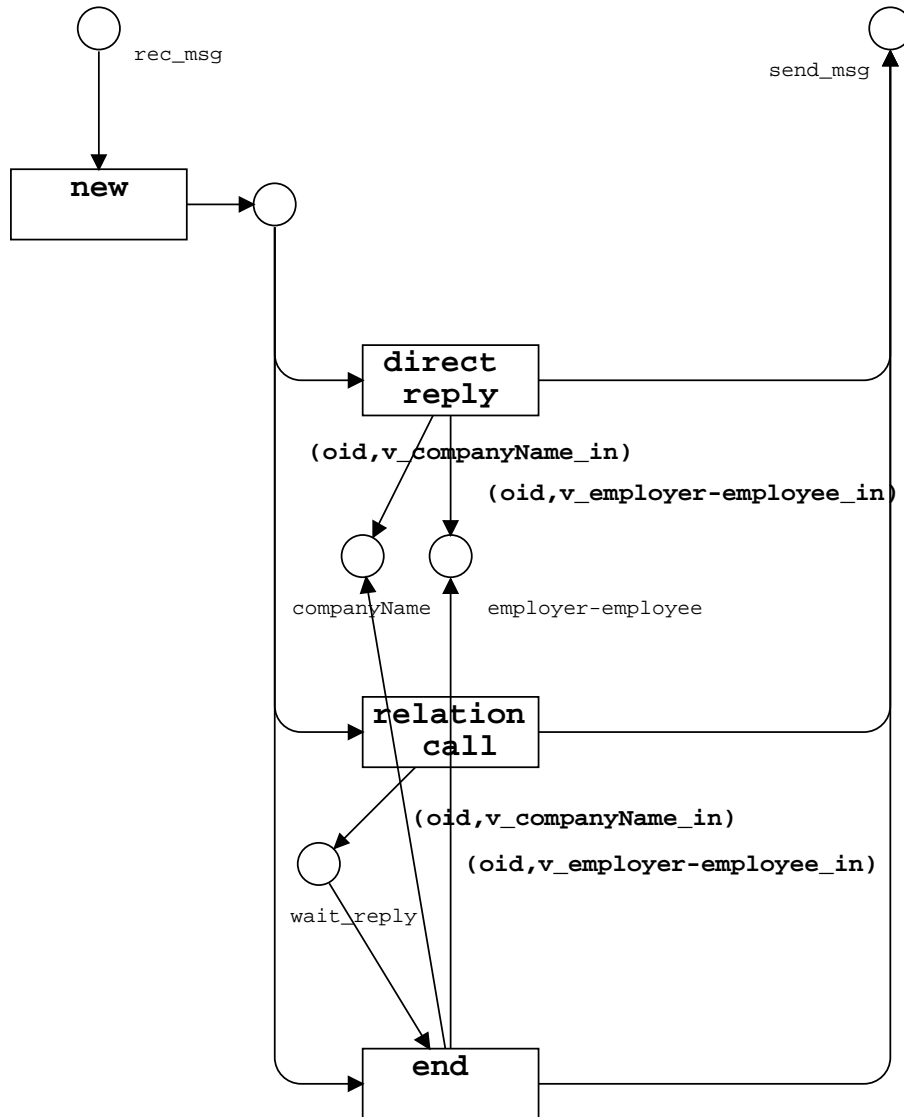 rec_msg
send_msg
new
direct
reply
(oid,v_companyName_in)
(oid,v_employer-employee_in)
companyName
employer-employee
relation
call
(oid,v_companyName_in)
(oid,v_employer-employee_in)
wait_reply
end